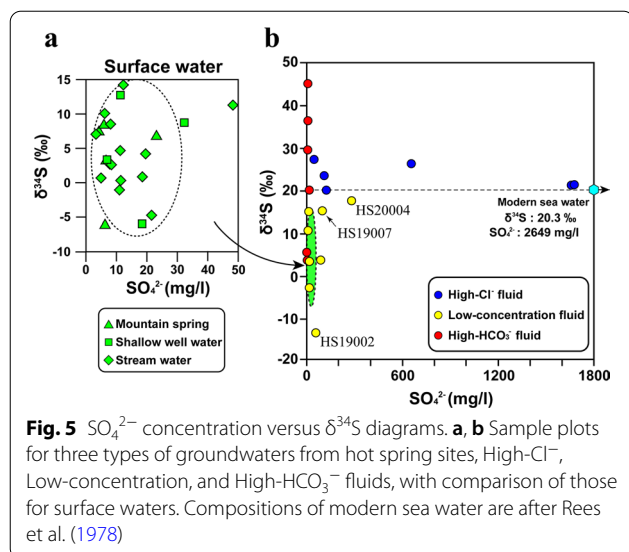 a
Surface water
15
10
5
0
-5
-10
δ³⁴S (‰)
0 10 20 30 40 50
SO₄²⁻(mg/l)
Mountain spring
Shallow well water
Stream water
b
50
40
30
20
10
0
-10
-20
δ³⁴S (‰)
HS20004
HS19007
HS19002
Modern sea water
δ³⁴S : 20.3 ‰
SO₄²⁻: 2649 mg/l
High-Cl⁻ fluid
Low-concentration fluid
High-HCO₃⁻ fluid
0 600 1200 1800
SO₄²⁻(mg/l)
Fig. 5 SO₄²⁻ concentration versus δ³⁴S diagrams. a, b Sample plots
for three types of groundwaters from hot spring sites, High-Cl⁻,
Low-concentration, and High-HCO₃⁻ fluids, with comparison of those
for surface waters. Compositions of modern sea water are after Rees
et al. (1978)